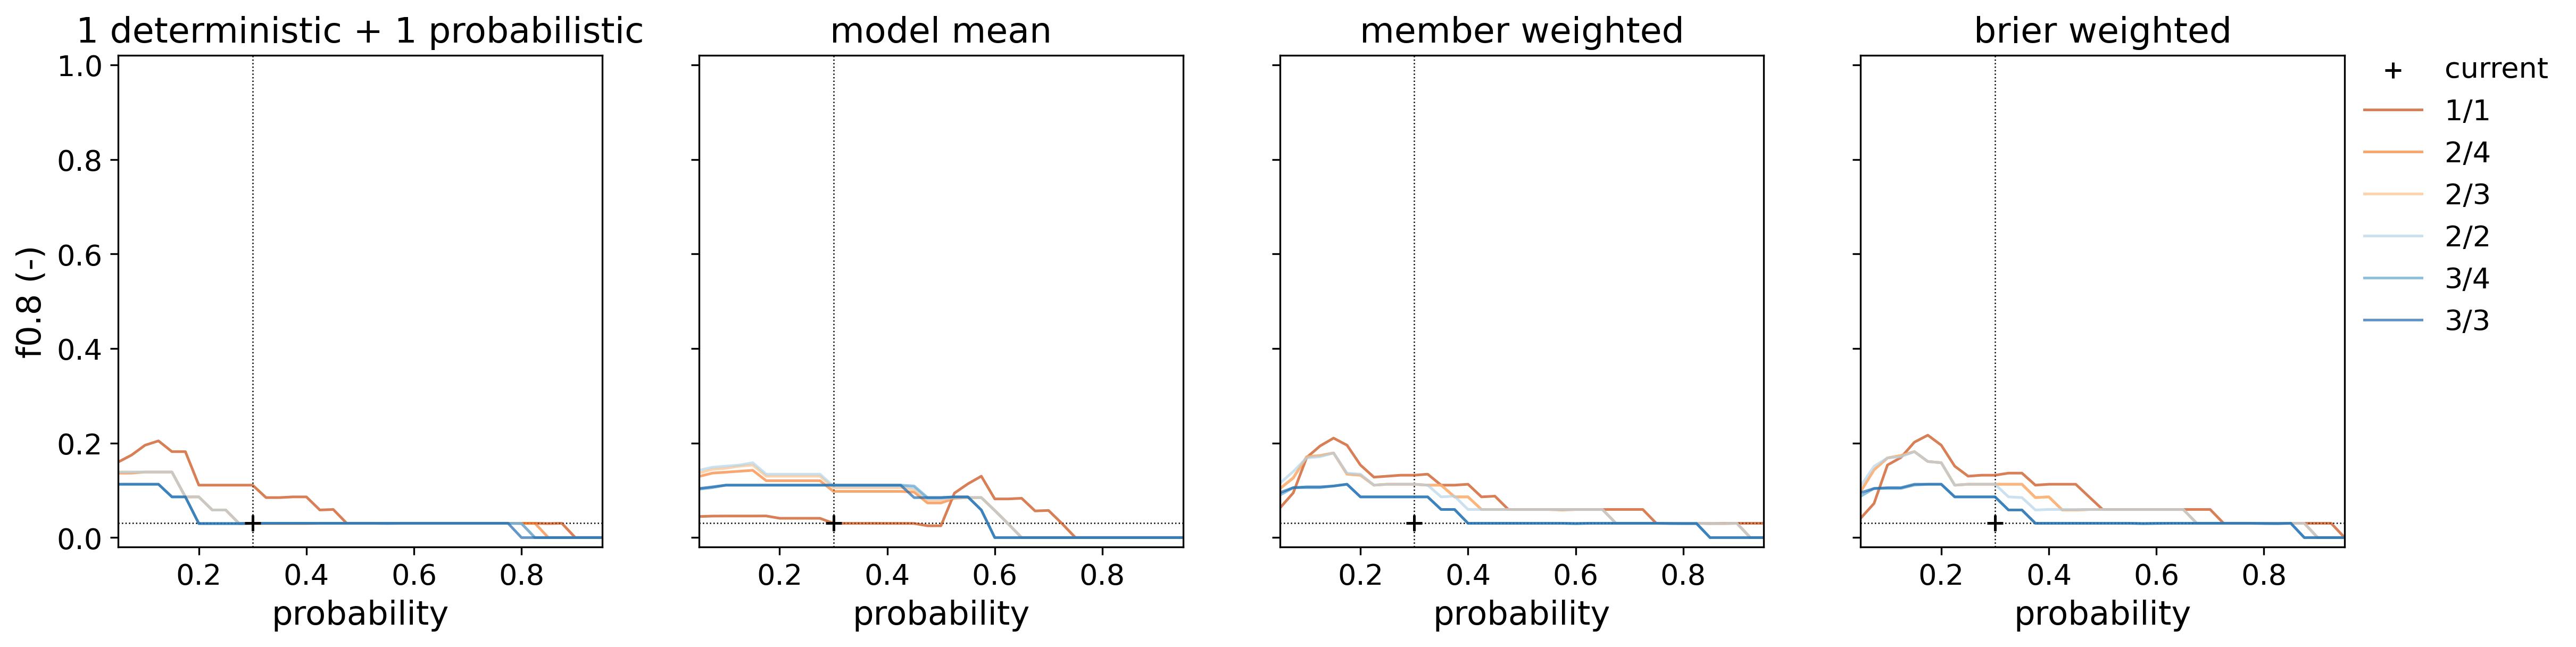 1 deterministic + 1 probabilistic
model mean
member weighted
brier weighted
f0.8 (-)
1.0
0.8
0.6
0.4
0.2
0.0
0.2 0.4 0.6 0.8
0.2 0.4 0.6 0.8
0.2 0.4 0.6 0.8
0.2 0.4 0.6 0.8
probability
probability
probability
probability
current
1/1
2/4
2/3
2/2
3/4
3/3